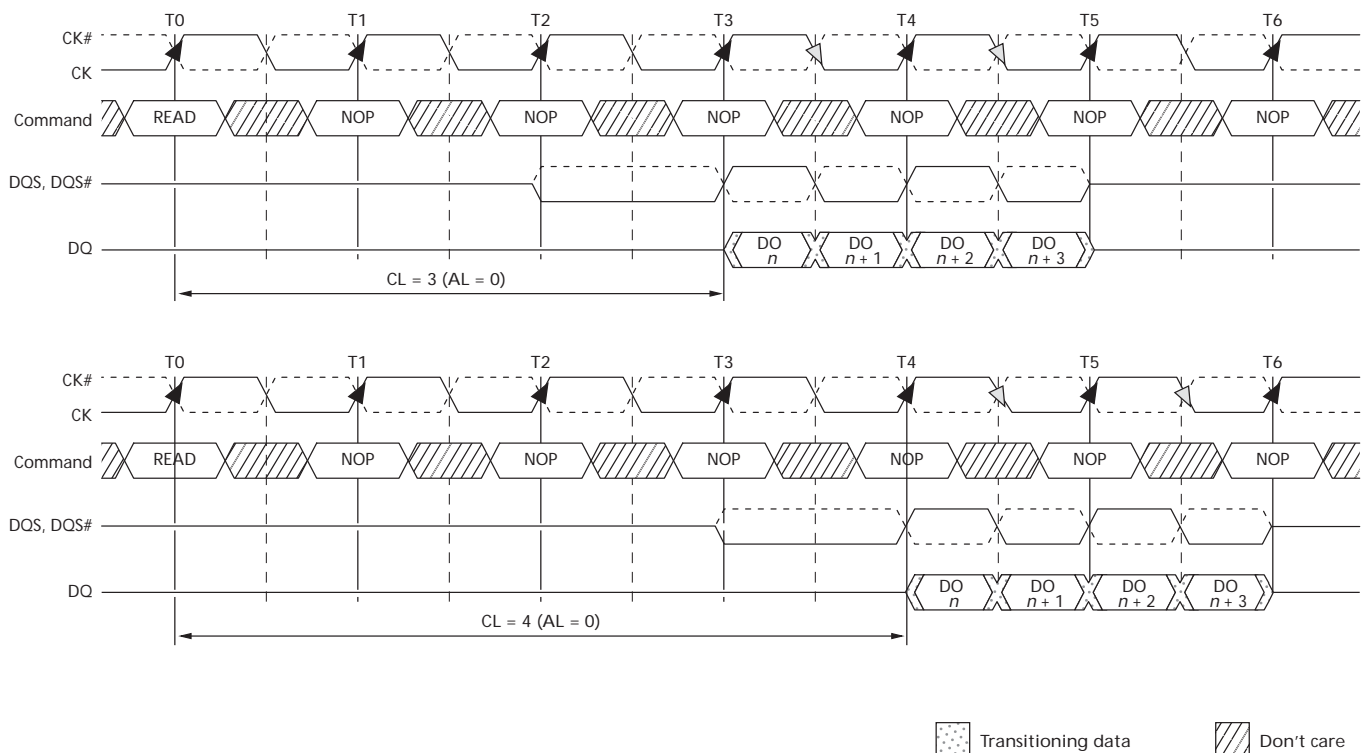 T0 T1 T2 T3 T4 T5 T6
CK#
CK
Command READ NOP NOP NOP NOP NOP NOP
DQS, DQS#
DQ DO n DO n + 1 DO n + 2 DO n + 3
CL = 3 (AL = 0)
T0 T1 T2 T3 T4 T5 T6
CK#
CK
Command READ NOP NOP NOP NOP NOP NOP
DQS, DQS#
DQ DO n DO n + 1 DO n + 2 DO n + 3
CL = 4 (AL = 0)
Transitioning data Don't care